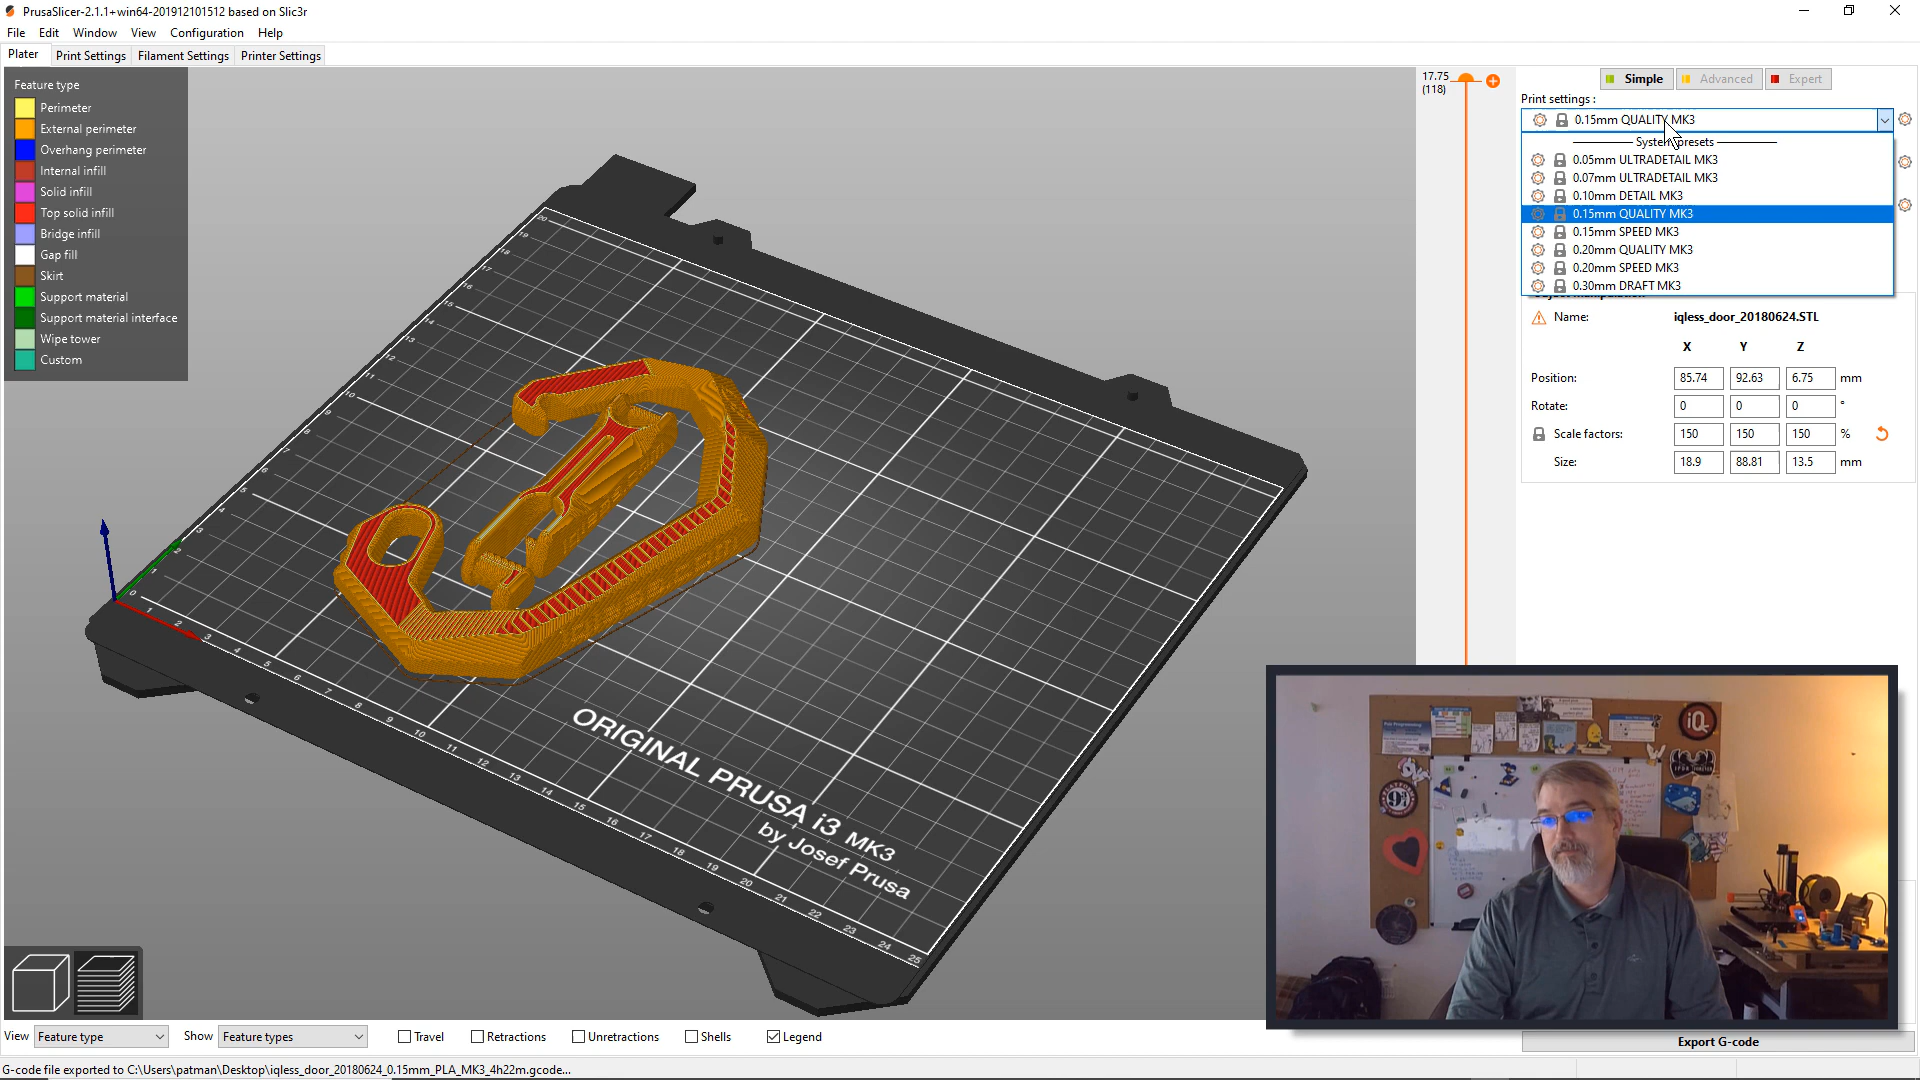 PrusaSlicer-2.1.1+win64-201912101512 based on Slic3r
File Edit Window View Configuration Help
Plater Print Settings Filament Settings Printer Settings
Feature type
Perimeter
External perimeter
Overhang perimeter
Internal infill
Solid infill
Top solid infill
Bridge infill
Gap fill
Skirt
Support material
Support material interface
Wipe tower
Custom
17.75
(118)
Simple Advanced Expert
Print settings :
0.15mm QUALITY MK3
System presets
0.05mm ULTRADETAIL MK3
0.07mm ULTRADETAIL MK3
0.10mm DETAIL MK3
0.15mm QUALITY MK3
0.15mm SPEED MK3
0.20mm QUALITY MK3
0.20mm SPEED MK3
0.30mm DRAFT MK3
Name: iqless_door_20180624.STL
X Y Z
Position: 85.74 92.63 6.75 mm
Rotate: 0 0 0 °
Scale factors: 150 150 150 %
Size: 18.9 88.81 13.5 mm
ORIGINAL PRUSA i3 MK3
by Josef Prusa
iQ
9¾
View Feature type Show Feature types Travel Retractions Unretractions Shells Legend
Export G-code
G-code file exported to C:\Users\patman\Desktop\iqless_door_20180624_0.15mm_PLA_MK3_4h22m.gcode...